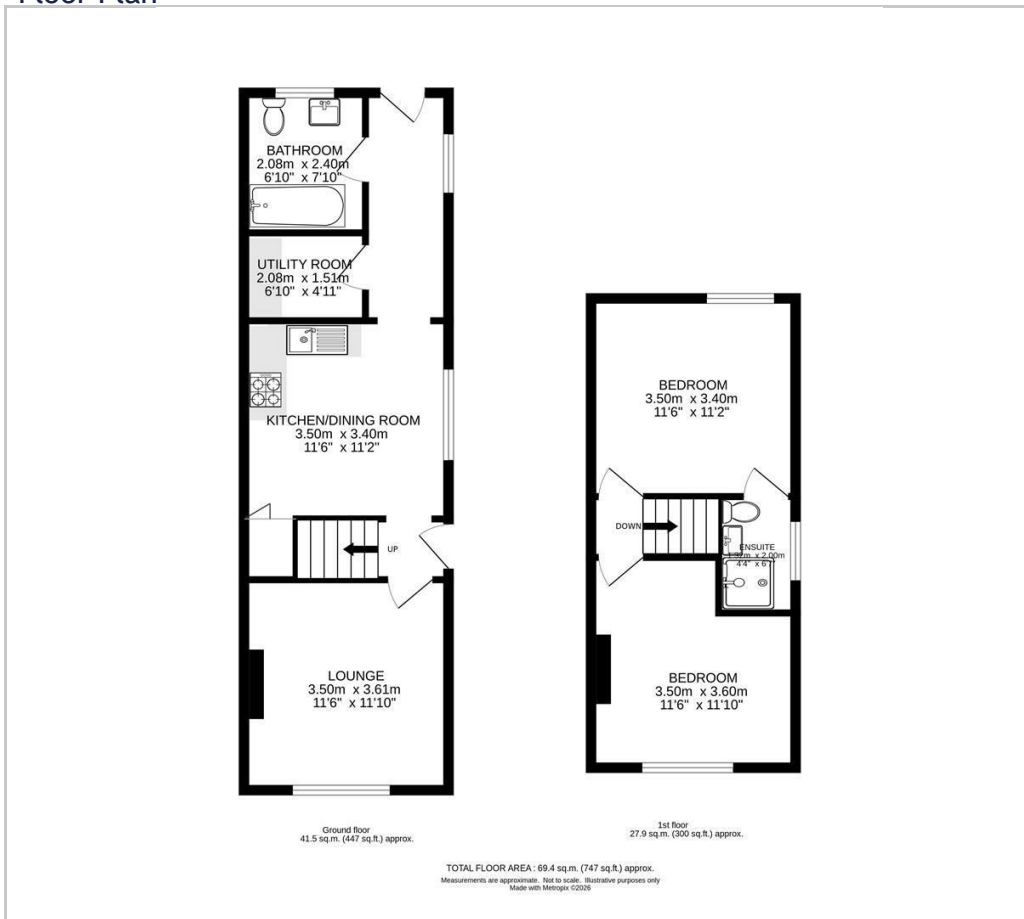 Floor Plan
BATHROOM
2.08m x 2.40m
6'10" x 7'10"
UTILITY ROOM
2.08m x 1.51m
6'10" x 4'11"
KITCHEN/DINING ROOM
3.50m x 3.40m
11'6" x 11'2"
UP
LOUNGE
3.50m x 3.61m
11'6" x 11'10"
Ground floor
41.5 sq.m. (447 sq.ft.) approx.
BEDROOM
3.50m x 3.40m
11'6" x 11'2"
DOWN
ENSUITE
x 2.00m
4'4" x 6'7"
BEDROOM
3.50m x 3.60m
11'6" x 11'10"
1st floor
27.9 sq.m. (300 sq.ft.) approx.
TOTAL FLOOR AREA : 69.4 sq.m. (747 sq.ft.) approx.
Measurements are approximate. Not to scale. Illustrative purposes only
Made with Metropix ©2026